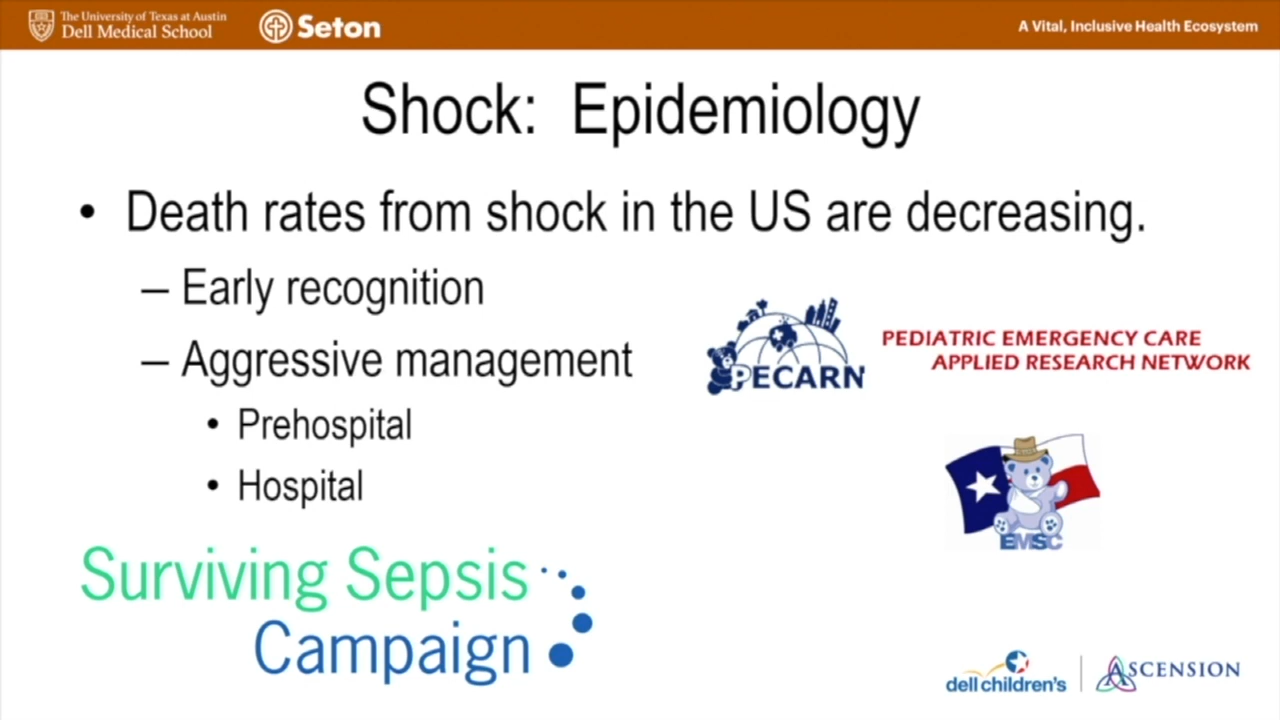 The University of Texas at Austin
Dell Medical School
Seton
A Vital, Inclusive Health Ecosystem
Shock: Epidemiology
• Death rates from shock in the US are decreasing.
– Early recognition
– Aggressive management
• Prehospital
• Hospital
PECARN
PEDIATRIC EMERGENCY CARE
APPLIED RESEARCH NETWORK
EMSC
Surviving Sepsis
Campaign
dell children's
ASCENSION